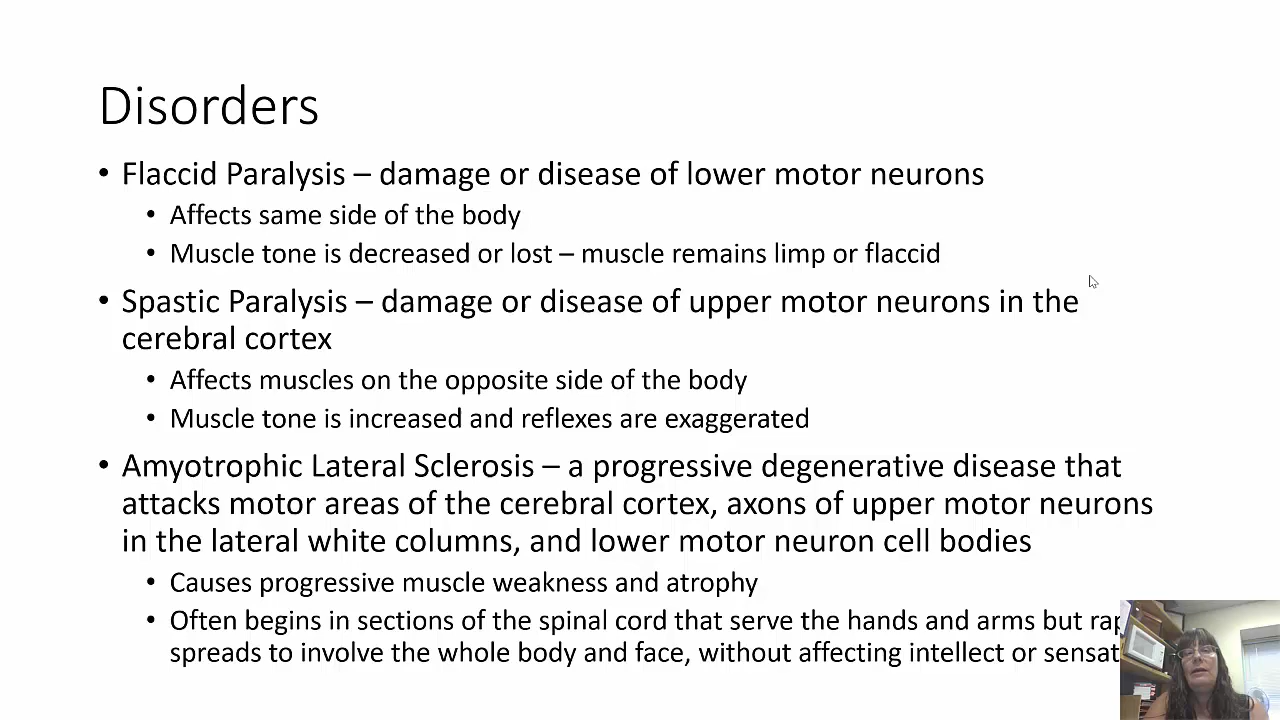 Disorders
• Flaccid Paralysis – damage or disease of lower motor neurons
• Affects same side of the body
• Muscle tone is decreased or lost – muscle remains limp or flaccid
• Spastic Paralysis – damage or disease of upper motor neurons in the
cerebral cortex
• Affects muscles on the opposite side of the body
• Muscle tone is increased and reflexes are exaggerated
• Amyotrophic Lateral Sclerosis – a progressive degenerative disease that
attacks motor areas of the cerebral cortex, axons of upper motor neurons
in the lateral white columns, and lower motor neuron cell bodies
• Causes progressive muscle weakness and atrophy
• Often begins in sections of the spinal cord that serve the hands and arms but
spreads to involve the whole body and face, without affecting intellect or